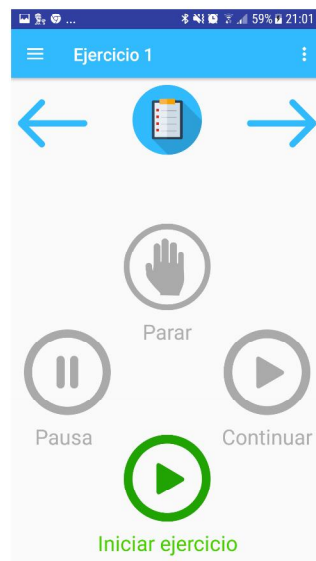 ... 59% 21:01
Ejercicio 1
Parar
Pausa Continuar
Iniciar ejercicio